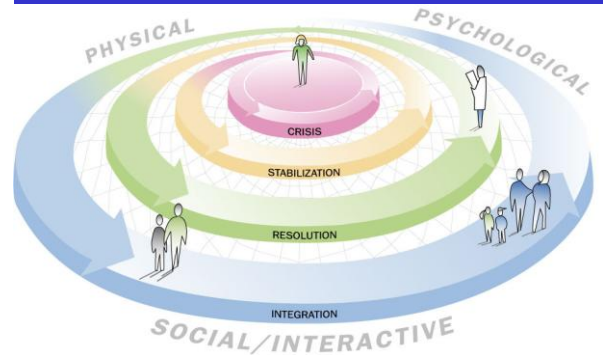 PHYSICAL
PSYCHOLOGICAL
CRISIS
STABILIZATION
RESOLUTION
INTEGRATION
SOCIAL/INTERACTIVE